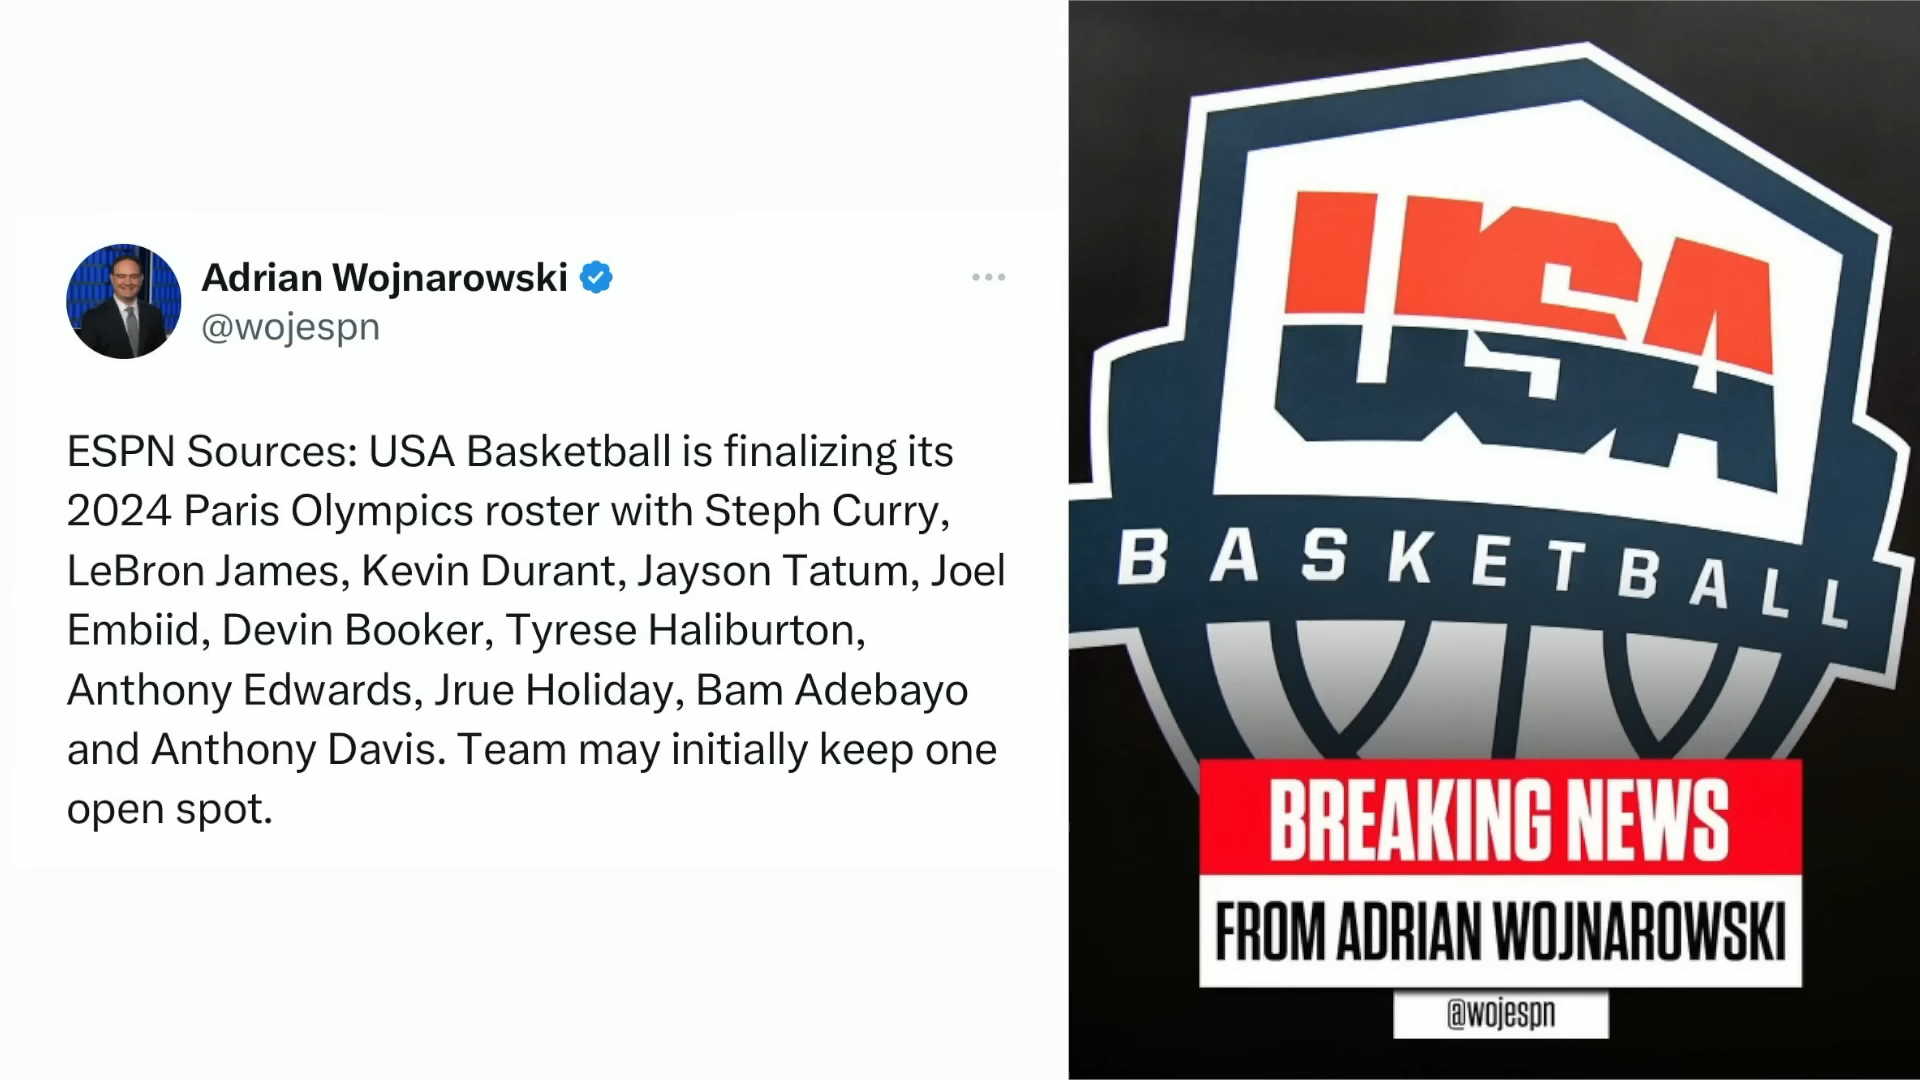 Adrian Wojnarowski
@wojespn
ESPN Sources: USA Basketball is finalizing its
2024 Paris Olympics roster with Steph Curry,
LeBron James, Kevin Durant, Jayson Tatum, Joel
Embiid, Devin Booker, Tyrese Haliburton,
Anthony Edwards, Jrue Holiday, Bam Adebayo
and Anthony Davis. Team may initially keep one
open spot.
USA
BASKETBALL
BREAKING NEWS
FROM ADRIAN WOJNAROWSKI
@wojespn